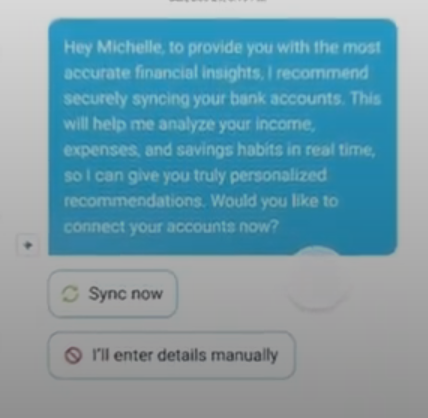 Hey Michelle, to provide you with the most
accurate financial insights, I recommend
securely syncing your bank accounts. This
will help me analyze your income,
expenses, and savings habits in real time,
so I can give you truly personalized
recommendations. Would you like to
connect your accounts now?
Sync now
I'll enter details manually